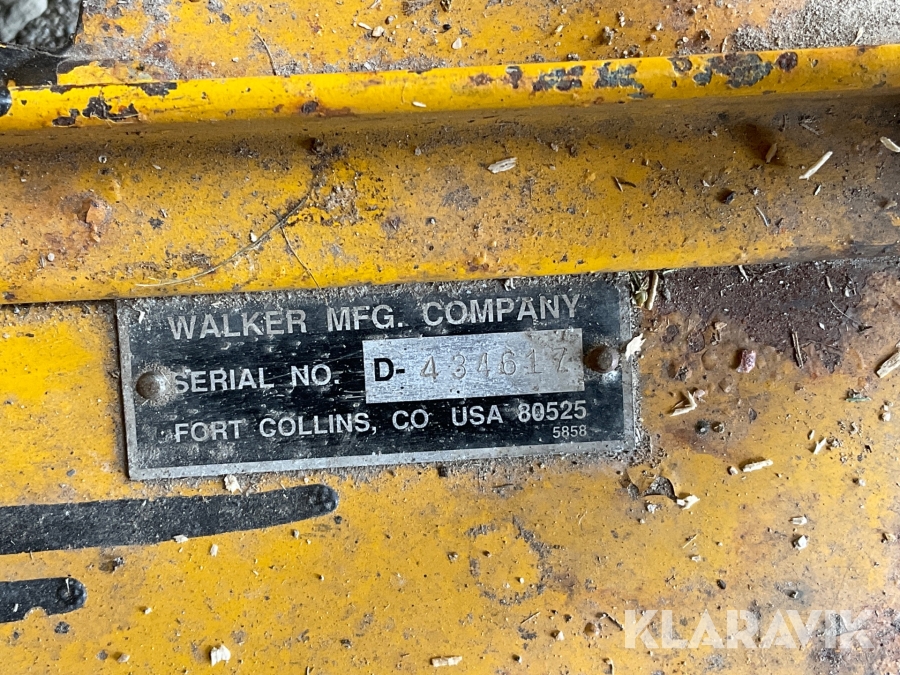 WALKER MFG. COMPANY
SERIAL NO. D-434617
FORT COLLINS, CO USA 80525
5858
KLARAVIK